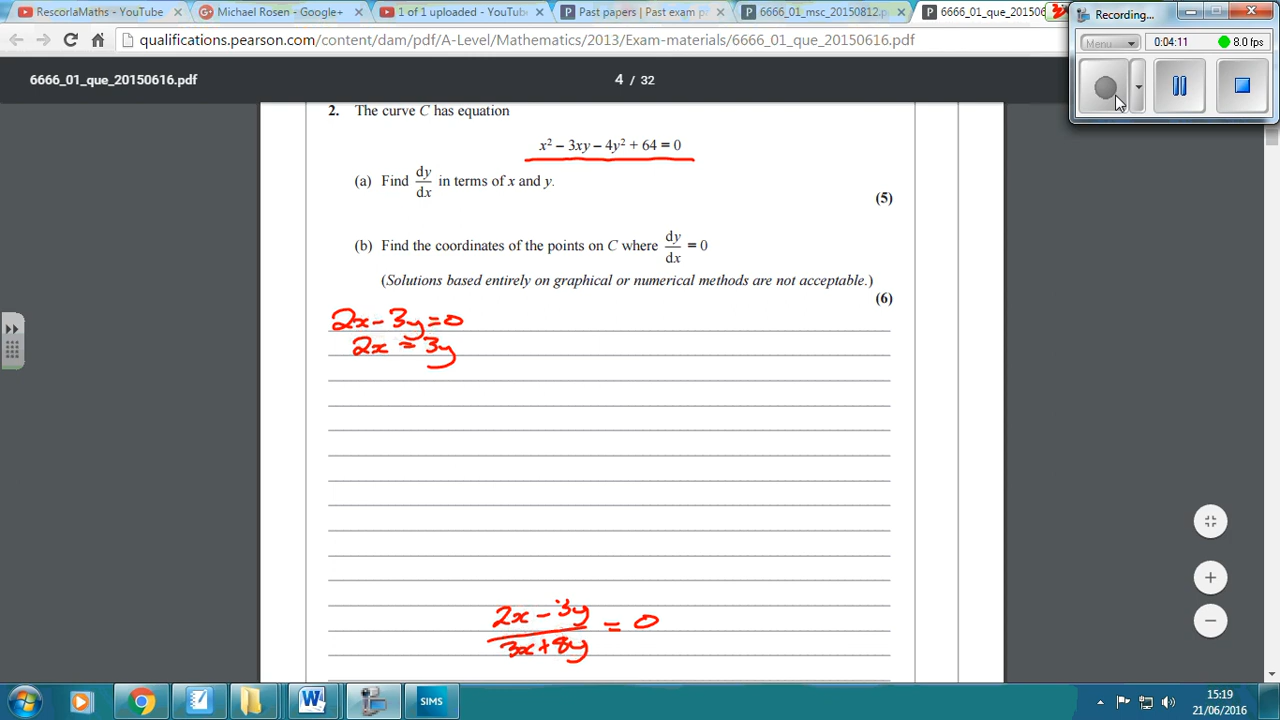 RescorlaMaths - YouTube
Michael Rosen - Google+
1 of 1 uploaded - YouTube
Past papers | Past exam p
6666_01_msc_20150812.p
6666_01_que_20150616
Recording...
Menu
0:04:11
8.0 fps
qualifications.pearson.com/content/dam/pdf/A-Level/Mathematics/2013/Exam-materials/6666_01_que_20150616.pdf
6666_01_que_20150616.pdf
4 / 32
2. The curve C has equation
x² – 3xy – 4y² + 64 = 0
(a) Find dy/dx in terms of x and y.
(5)
(b) Find the coordinates of the points on C where dy/dx = 0
(Solutions based entirely on graphical or numerical methods are not acceptable.)
(6)
2x - 3y = 0
2x = 3y
2x - 3y
3x + 8y = 0
SIMS
15:19
21/06/2016